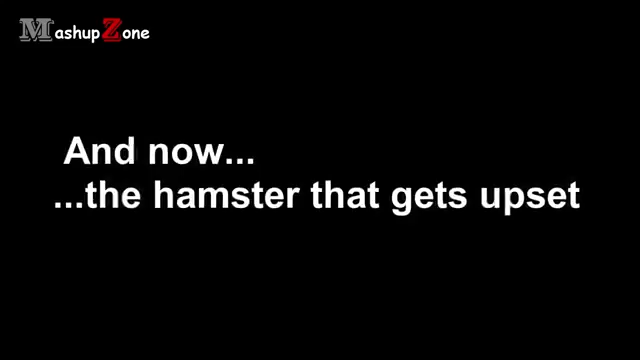 MashupZone
And now...
...the hamster that gets upset